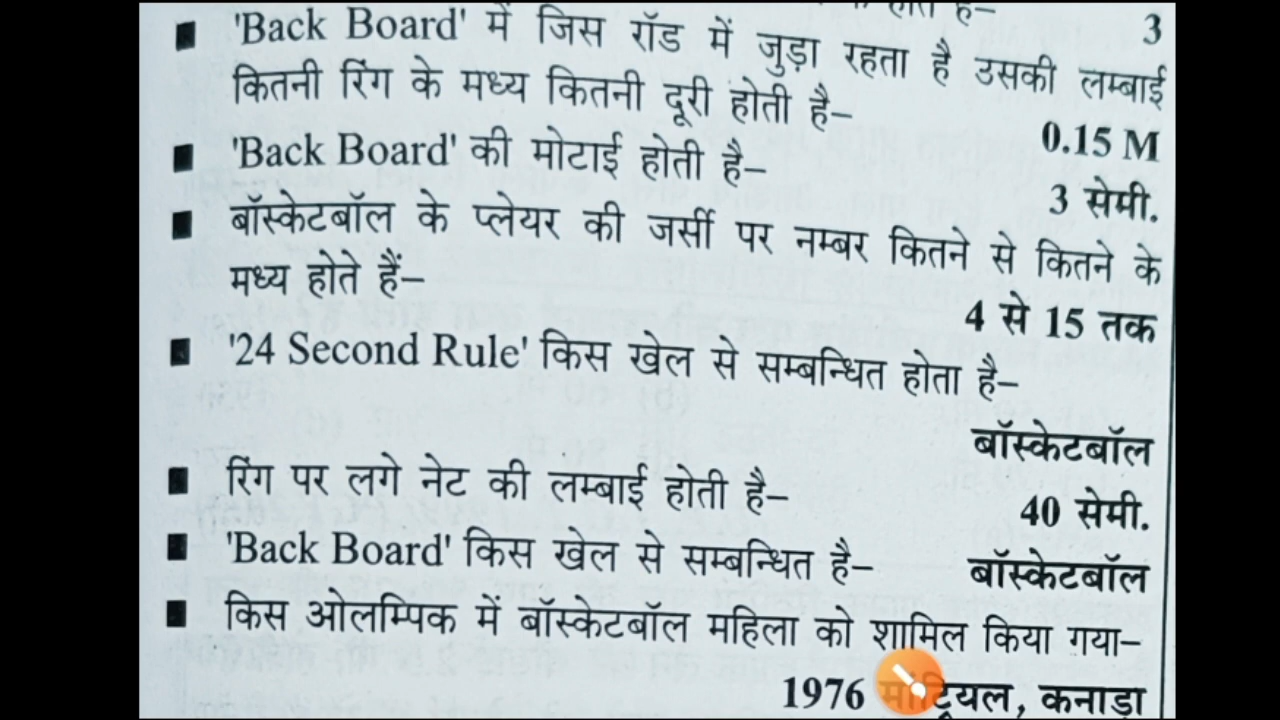 होता है–
3
'Back Board' में जिस रॉड में जुड़ा रहता है उसकी लम्बाई
कितनी रिंग के मध्य कितनी दूरी होती है–
0.15 M
'Back Board' की मोटाई होती है–
3 सेमी.
बॉस्केटबॉल के प्लेयर की जर्सी पर नम्बर कितने से कितने के
मध्य होते हैं–
4 से 15 तक
'24 Second Rule' किस खेल से सम्बन्धित होता है–
बॉस्केटबॉल
रिंग पर लगे नेट की लम्बाई होती है–
40 सेमी.
'Back Board' किस खेल से सम्बन्धित है– बॉस्केटबॉल
किस ओलम्पिक में बॉस्केटबॉल महिला को शामिल किया गया–
1976 मांट्रियल, कनाडा